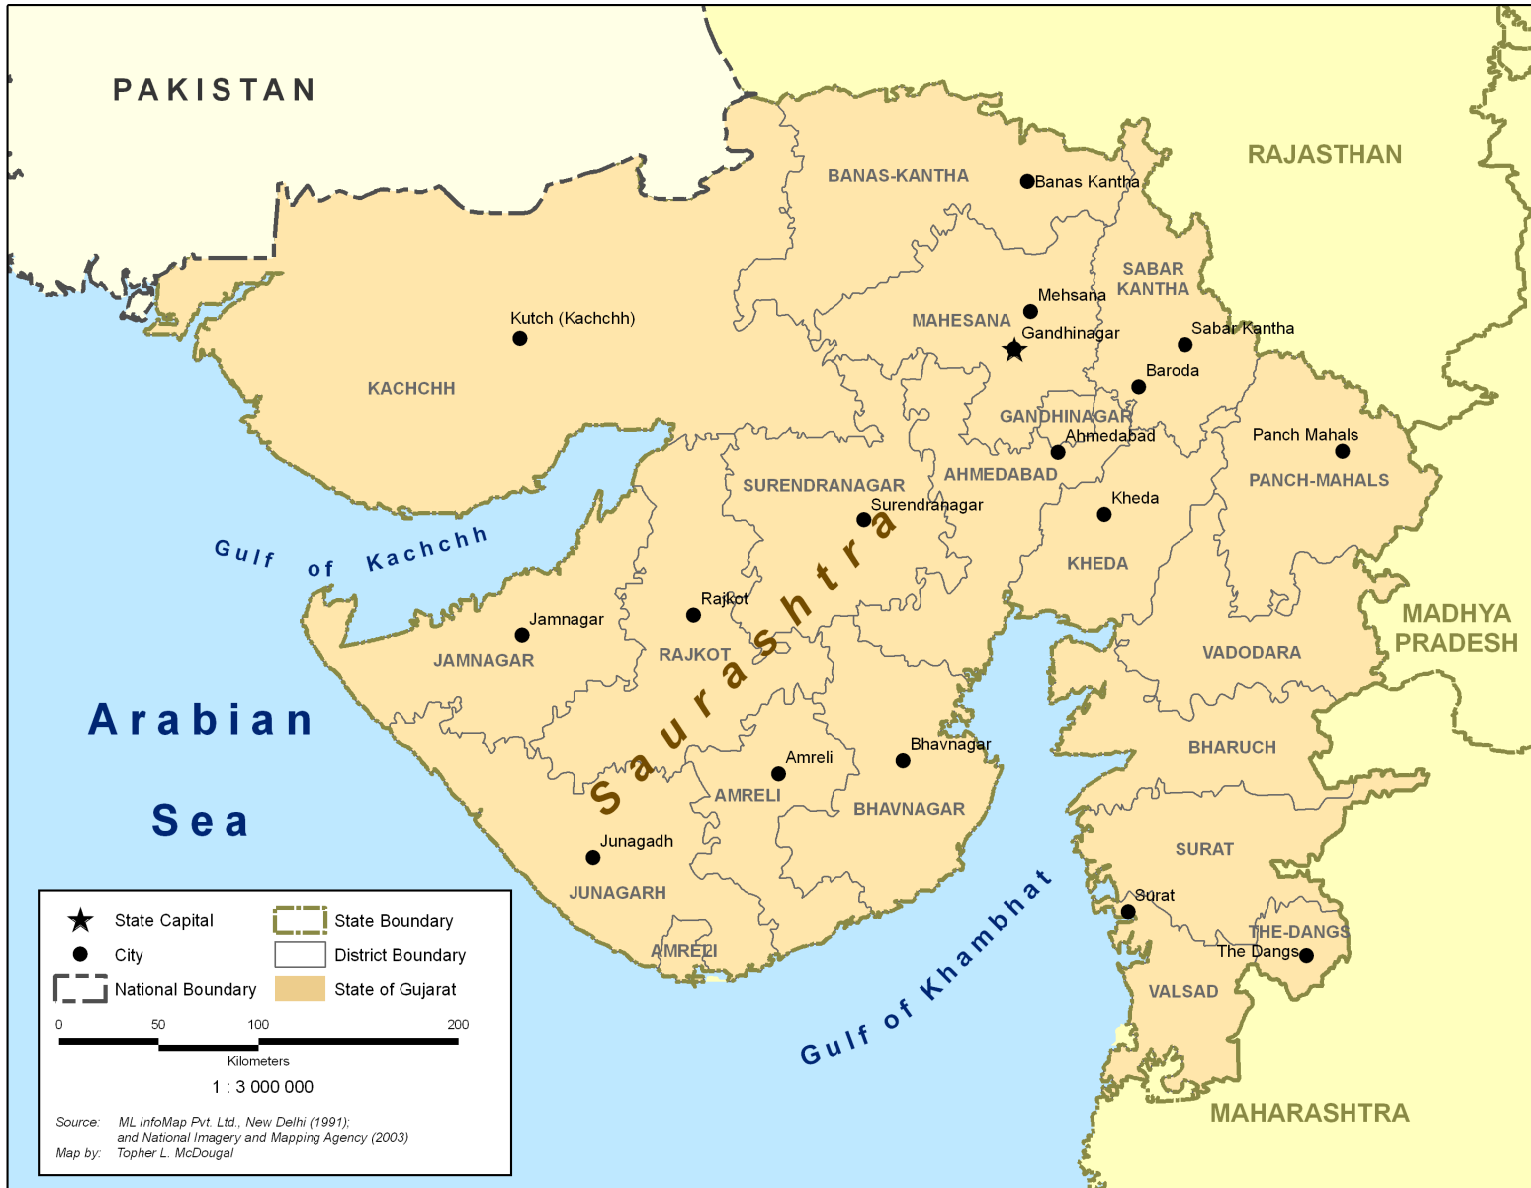 PAKISTAN
RAJASTHAN
BANAS-KANTHA
Banas Kantha
SABAR
KANTHA
Mehsana
MAHESANA
Gandhinagar
Sabar Kantha
Kutch (Kachchh)
KACHCHH
Baroda
GANDHINAGAR
Ahmedabad
Panch Mahals
PANCH-MAHALS
AHMEDABAD
SURENDRANAGAR
Surendranagar
Kheda
KHEDA
Gulf of Kachchh
Saurashtra
Rajkot
RAJKOT
Jamnagar
JAMNAGAR
MADHYA
PRADESH
VADODARA
Arabian
Sea
Bhavnagar
BHAVNAGAR
BHARUCH
Amreli
AMRELI
Junagadh
JUNAGARH
AMRELI
SURAT
Surat
THE-DANGS
The Dangs
VALSAD
Gulf of Khambhat
MAHARASHTRA
State Capital
State Boundary
City
District Boundary
National Boundary
State of Gujarat
0 50 100 200
Kilometers
1 : 3 000 000
Source: ML infoMap Pvt. Ltd., New Delhi (1991);
and National Imagery and Mapping Agency (2003)
Map by: Topher L. McDougal